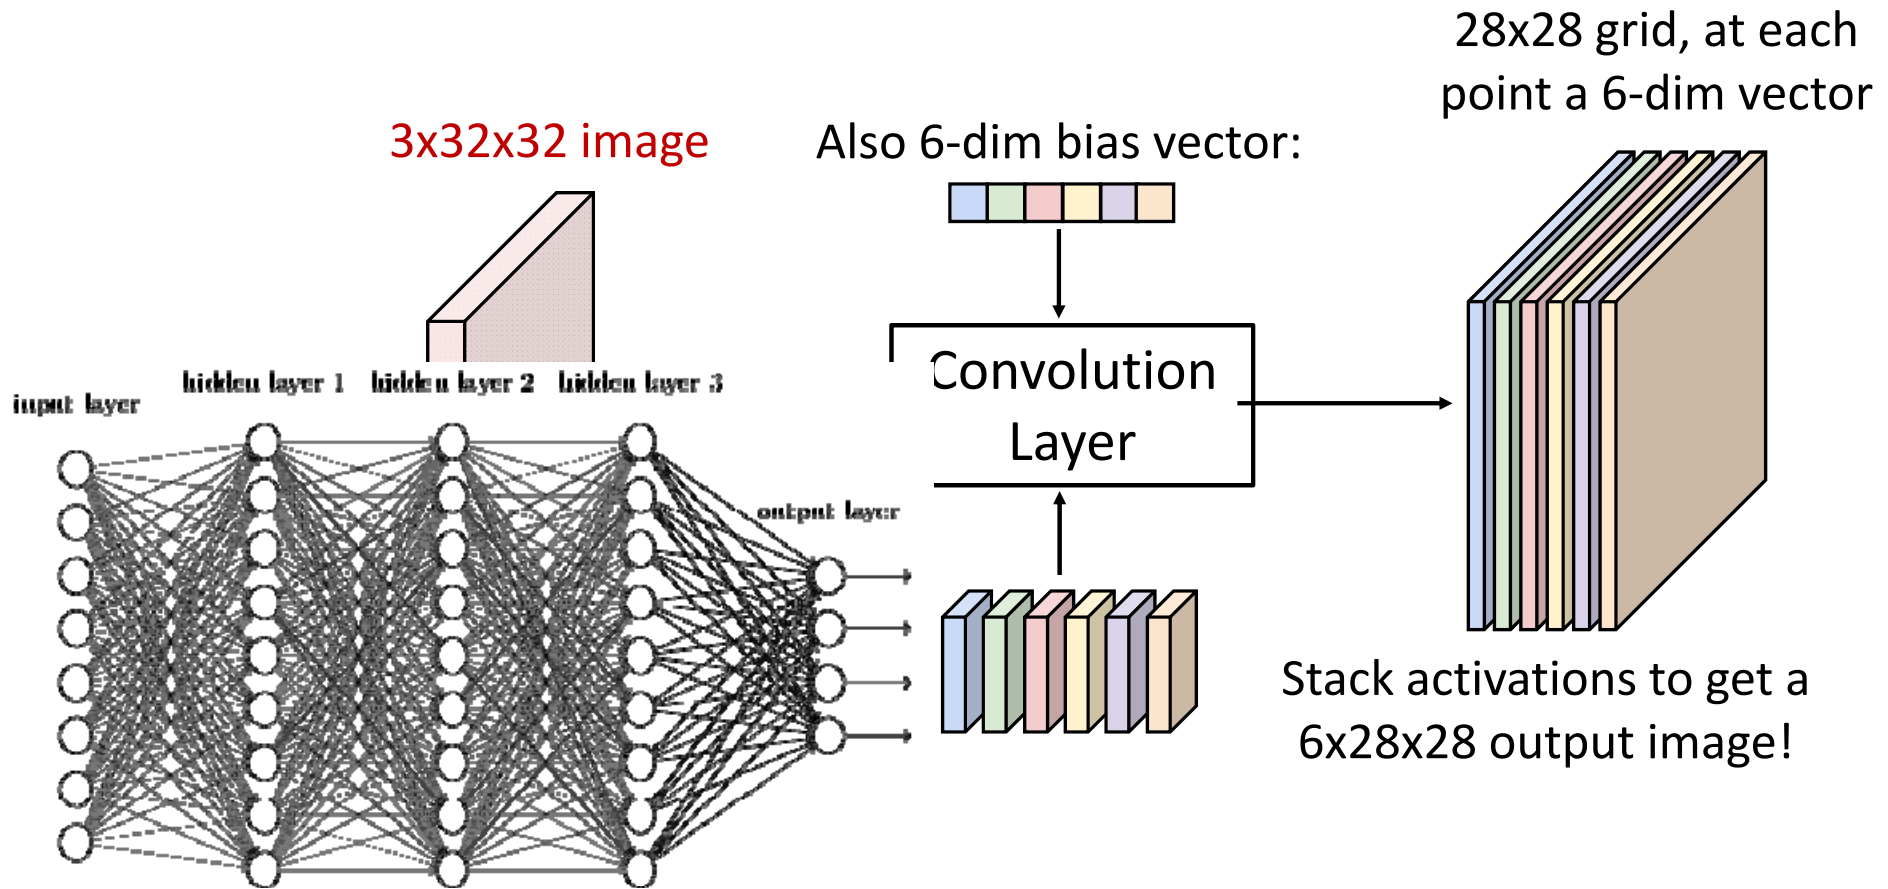 28x28 grid, at each
point a 6-dim vector
3x32x32 image
Also 6-dim bias vector:
Convolution
Layer
hidden layer 1 hidden layer 2 hidden layer 3
input layer
output layer
Stack activations to get a
6x28x28 output image!